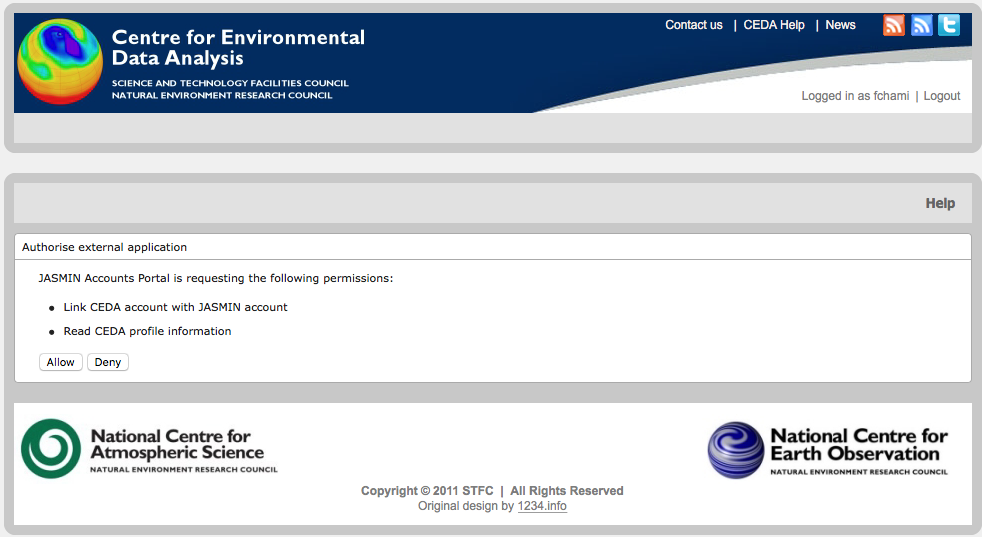 Contact us | CEDA Help | News
Centre for Environmental
Data Analysis
SCIENCE AND TECHNOLOGY FACILITIES COUNCIL
NATURAL ENVIRONMENT RESEARCH COUNCIL
Logged in as fchami | Logout
Help
Authorise external application
JASMIN Accounts Portal is requesting the following permissions:
• Link CEDA account with JASMIN account
• Read CEDA profile information
Allow Deny
National Centre for
Atmospheric Science
NATURAL ENVIRONMENT RESEARCH COUNCIL
National Centre for
Earth Observation
NATURAL ENVIRONMENT RESEARCH COUNCIL
Copyright © 2011 STFC | All Rights Reserved
Original design by 1234.info